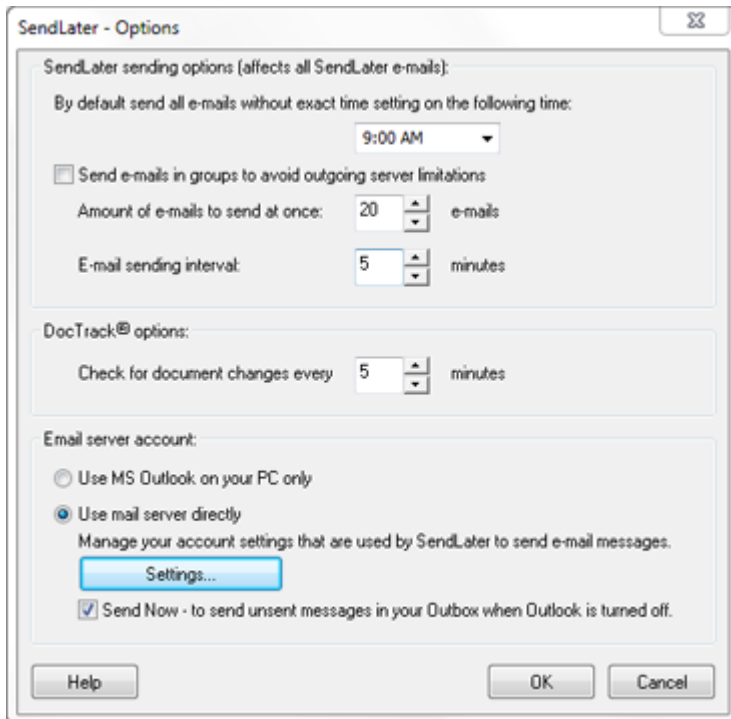 SendLater - Options
SendLater sending options (affects all SendLater e-mails):
By default send all e-mails without exact time setting on the following time:
9:00 AM
Send e-mails in groups to avoid outgoing server limitations
Amount of e-mails to send at once: 20 e-mails
E-mail sending interval: 5 minutes
DocTrack® options:
Check for document changes every 5 minutes
Email server account:
Use MS Outlook on your PC only
Use mail server directly
Manage your account settings that are used by SendLater to send e-mail messages.
Settings...
Send Now - to send unsent messages in your Outbox when Outlook is turned off.
Help OK Cancel